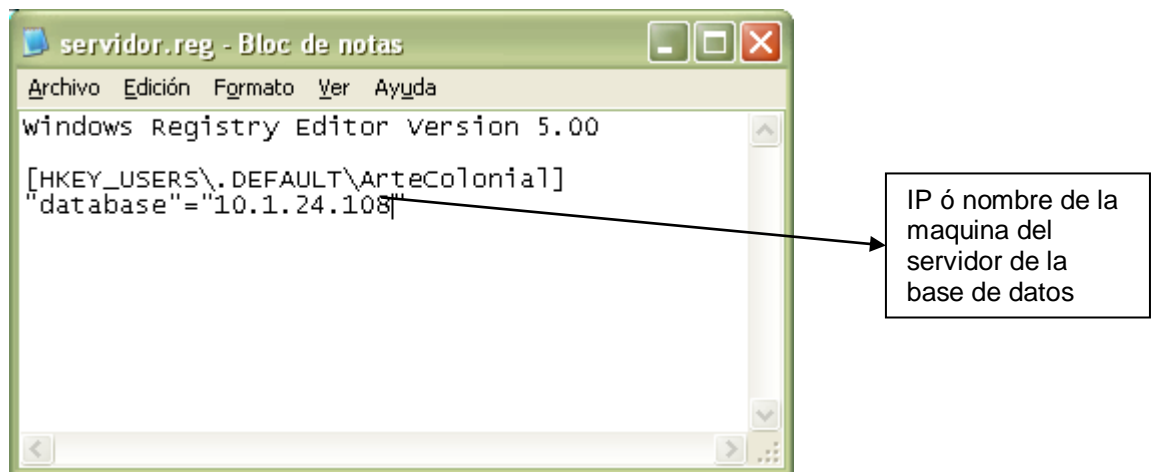 servidor.reg - Bloc de notas
Archivo Edición Formato Ver Ayuda
Windows Registry Editor Version 5.00
[HKEY_USERS\.DEFAULT\ArteColonial]
"database"="10.1.24.108"
IP ó nombre de la
maquina del
servidor de la
base de datos